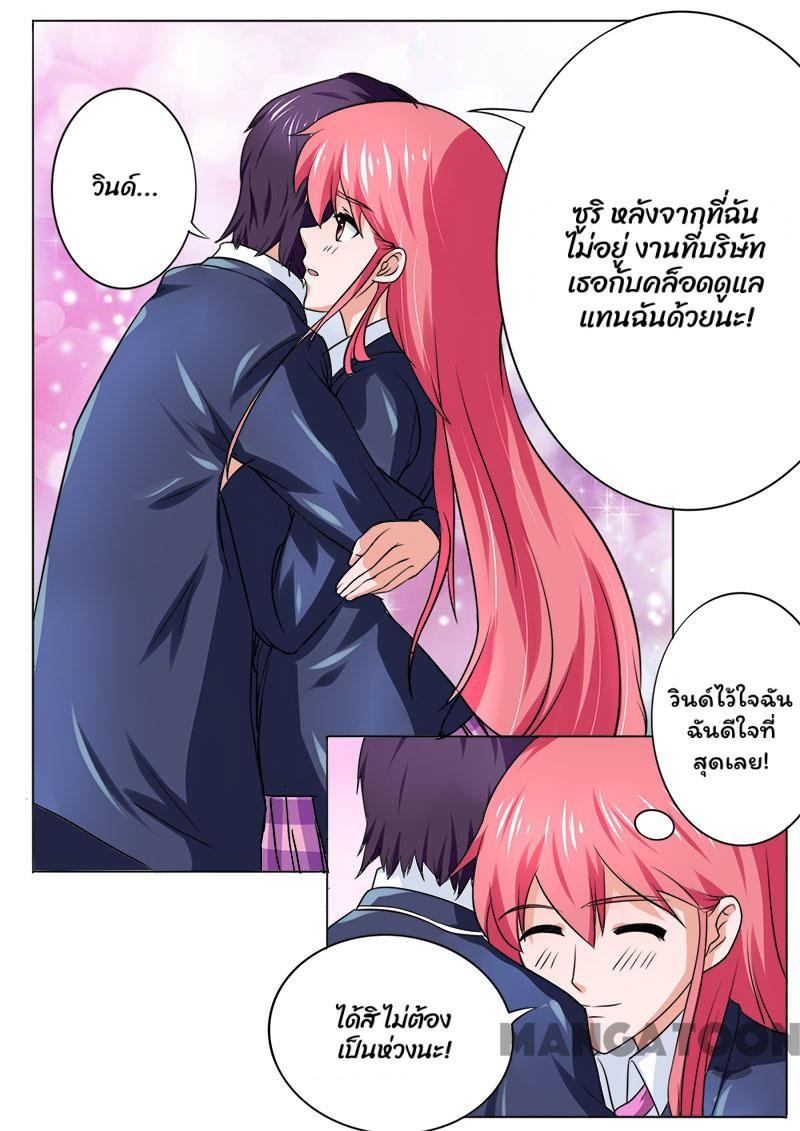 วินด์...
ซูริ หลังจากที่ฉัน
ไม่อยู่ งานที่บริษัท
เธอกับคล็อดดูแล
แทนฉันด้วยนะ!
วินด์ไว้ใจฉัน
ฉันดีใจที่
สุดเลย!
ได้สิ ไม่ต้อง
เป็นห่วงนะ!
MANGATOON